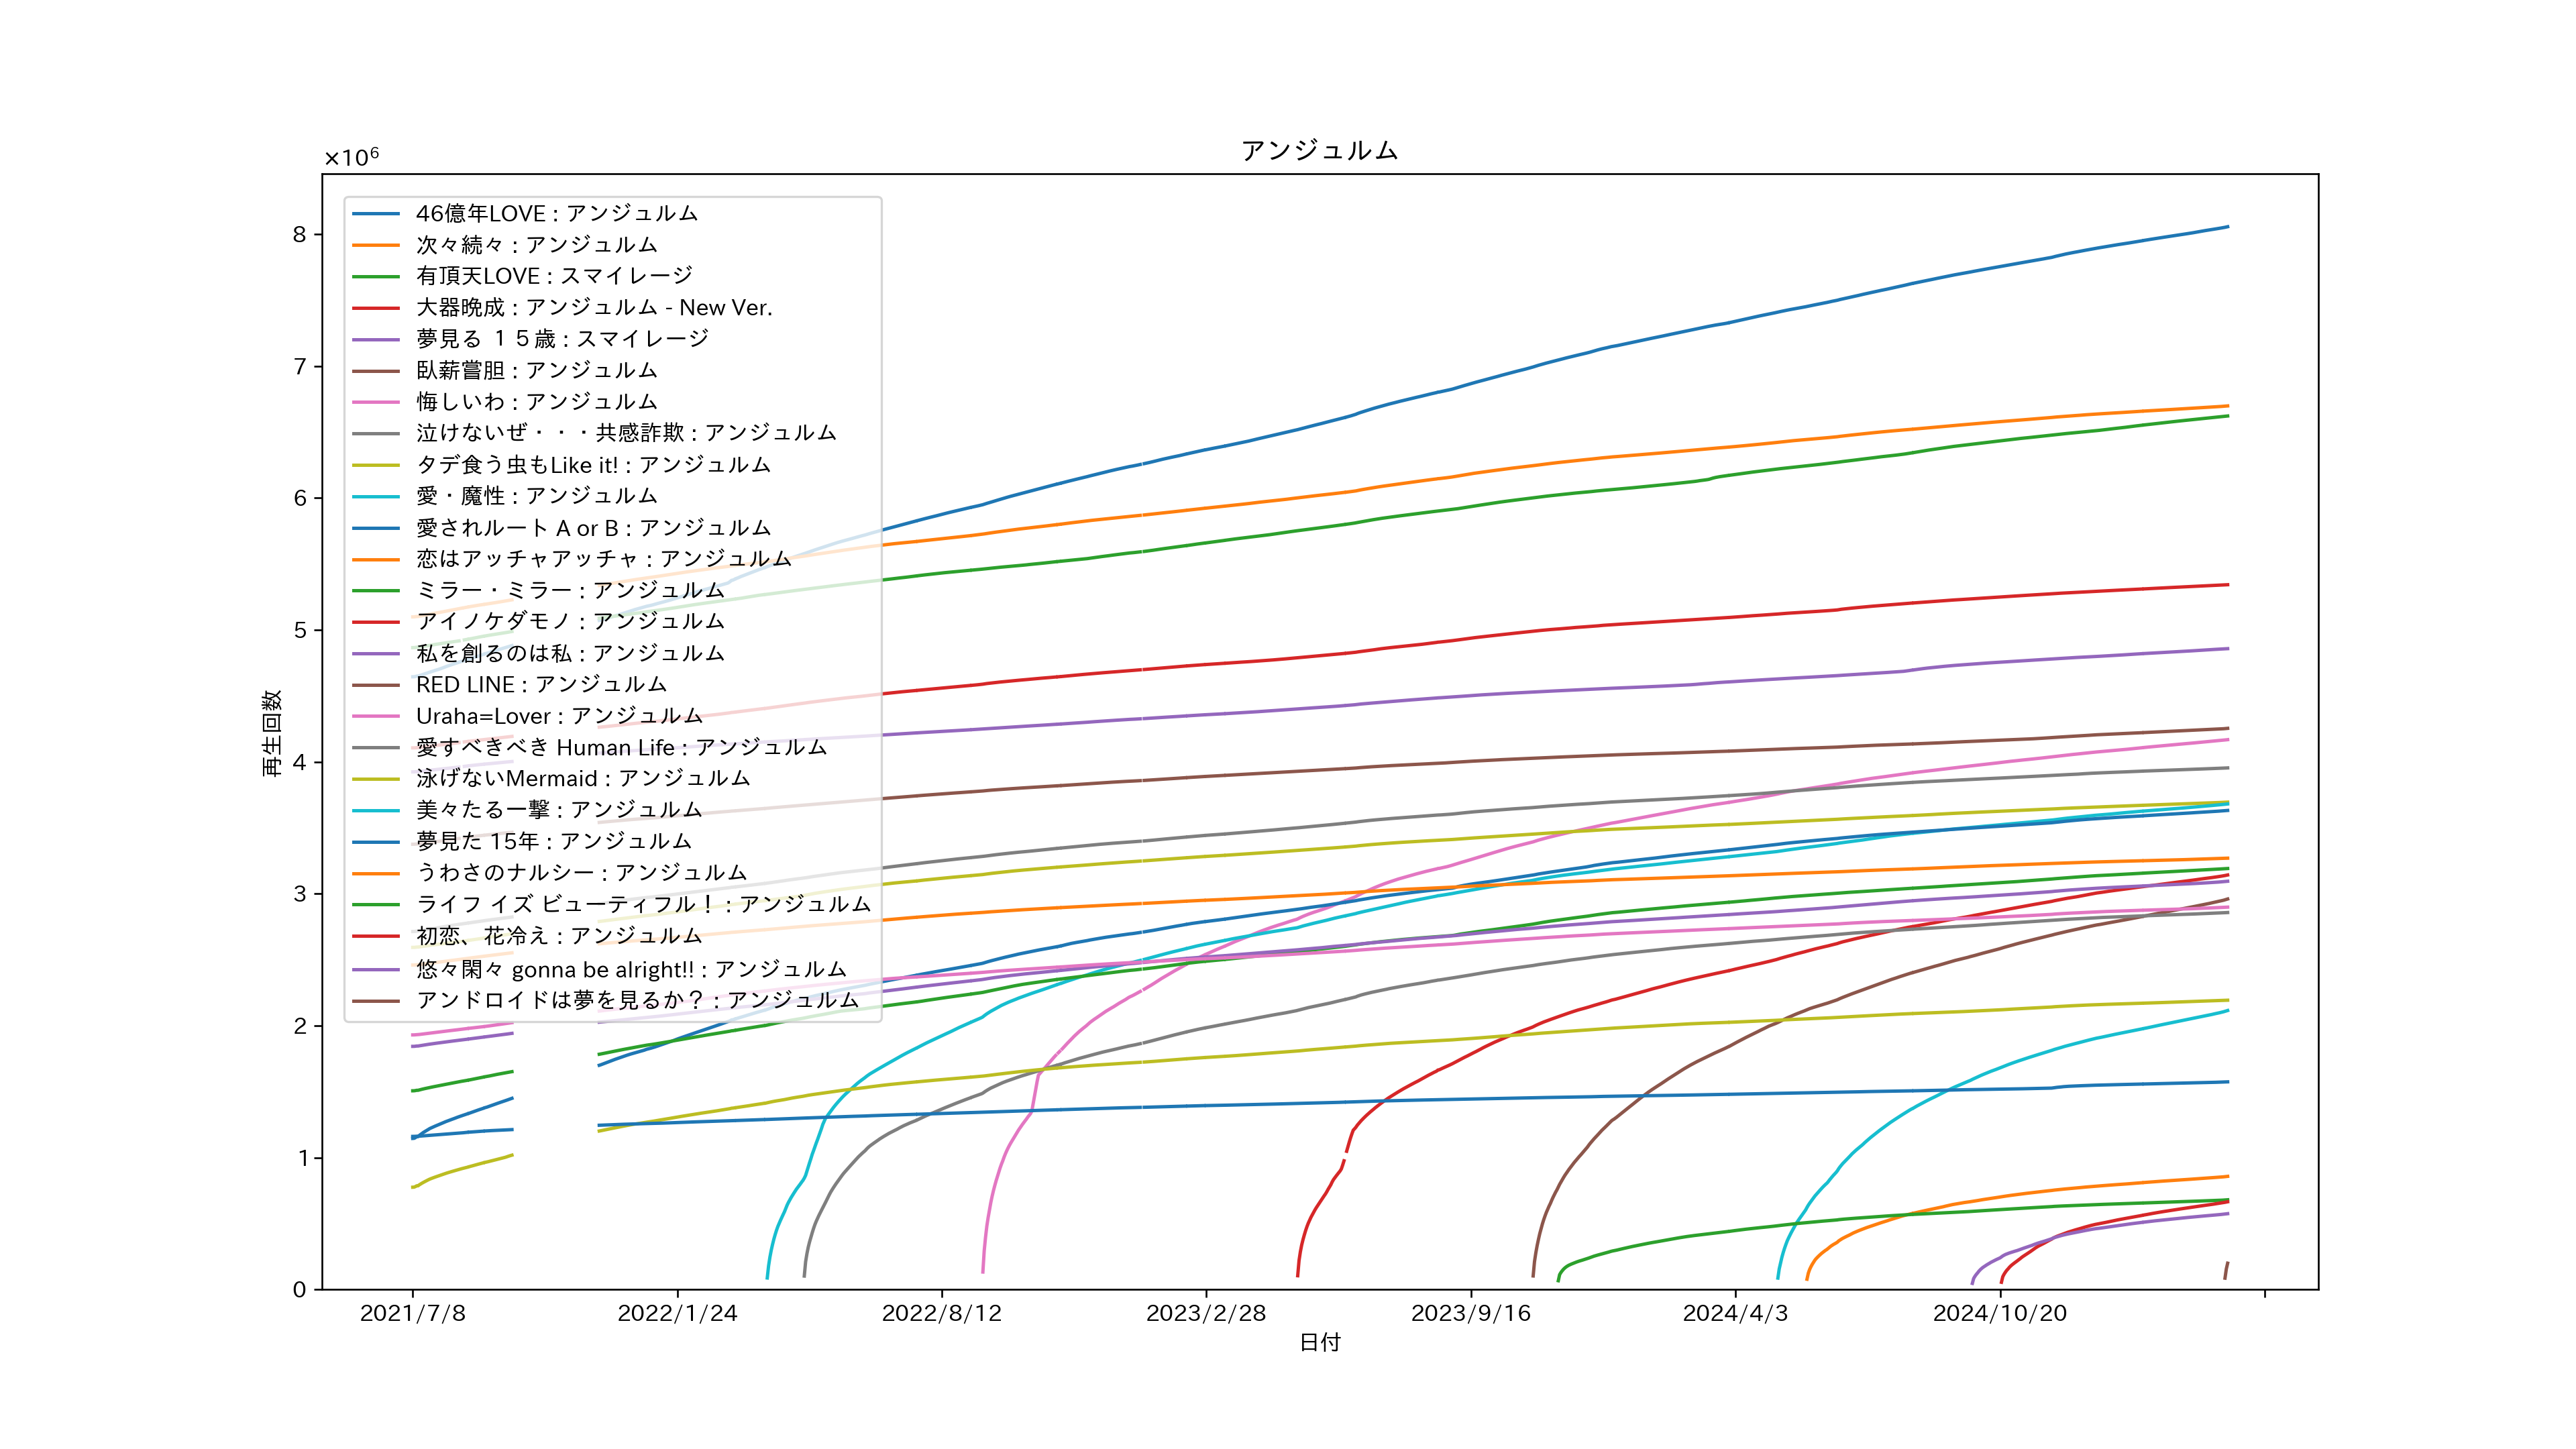 アンジュルム
×10⁶
46億年LOVE : アンジュルム
次々続々 : アンジュルム
有頂天LOVE : スマイレージ
大器晩成 : アンジュルム - New Ver.
夢見る １５歳 : スマイレージ
臥薪嘗胆 : アンジュルム
悔しいわ : アンジュルム
泣けないぜ・・・共感詐欺 : アンジュルム
タデ食う虫もLike it! : アンジュルム
愛・魔性 : アンジュルム
愛されルート A or B : アンジュルム
恋はアッチャアッチャ : アンジュルム
ミラー・ミラー : アンジュルム
アイノケダモノ : アンジュルム
私を創るのは私 : アンジュルム
RED LINE : アンジュルム
Uraha=Lover : アンジュルム
愛すべきべき Human Life : アンジュルム
泳げないMermaid : アンジュルム
美々たる一撃 : アンジュルム
夢見た 15年 : アンジュルム
うわさのナルシー : アンジュルム
ライフ イズ ビューティフル！ : アンジュルム
初恋、花冷え : アンジュルム
悠々閑々 gonna be alright!! : アンジュルム
アンドロイドは夢を見るか？ : アンジュルム
8
7
6
5
4
3
2
1
0
再生回数
2021/7/8
2022/1/24
2022/8/12
2023/2/28
2023/9/16
2024/4/3
2024/10/20
日付